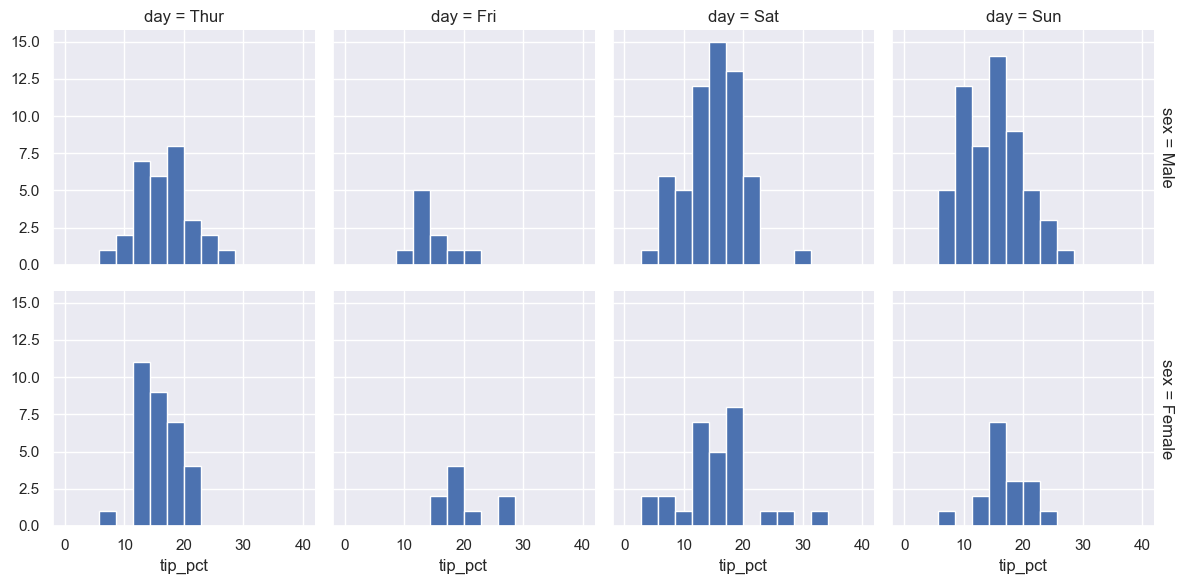 day = Thur
day = Fri
day = Sat
day = Sun
15.0
12.5
10.0
7.5
5.0
2.5
0.0
sex = Male
15.0
12.5
10.0
7.5
5.0
2.5
0.0
sex = Female
0 10 20 30 40
0 10 20 30 40
0 10 20 30 40
0 10 20 30 40
tip_pct
tip_pct
tip_pct
tip_pct